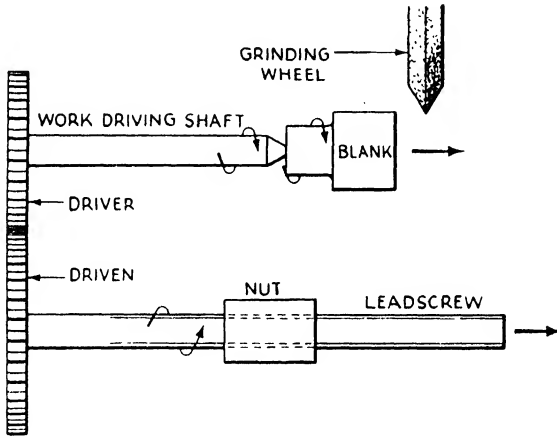 GRINDING
WHEEL
WORK DRIVING SHAFT
BLANK
DRIVER
DRIVEN
NUT
LEADSCREW